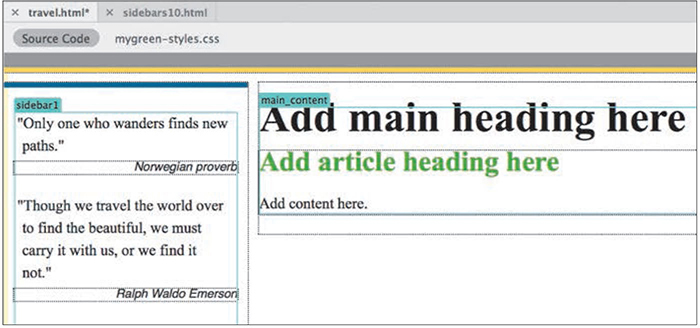 × travel.html* × sidebars10.html
Source Code mygreen-styles.css
sidebar1
"Only one who wanders finds new
paths."
Norwegian proverb
"Though we travel the world over
to find the beautiful, we must
carry it with us, or we find it
not."
Ralph Waldo Emerson
main_content
Add main heading here
Add article heading here
Add content here.